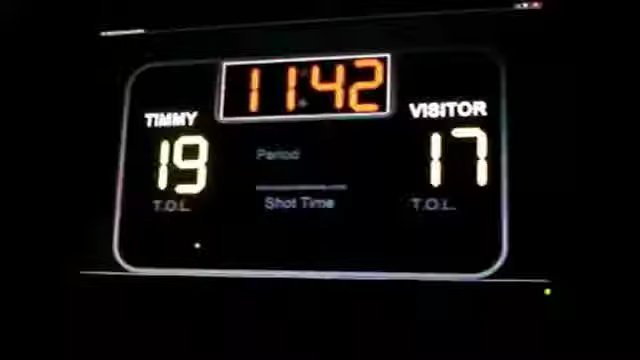 11:42
TIMMY
VISITOR
19
17
Period
Shot Time
T.O.L.
T.O.L.